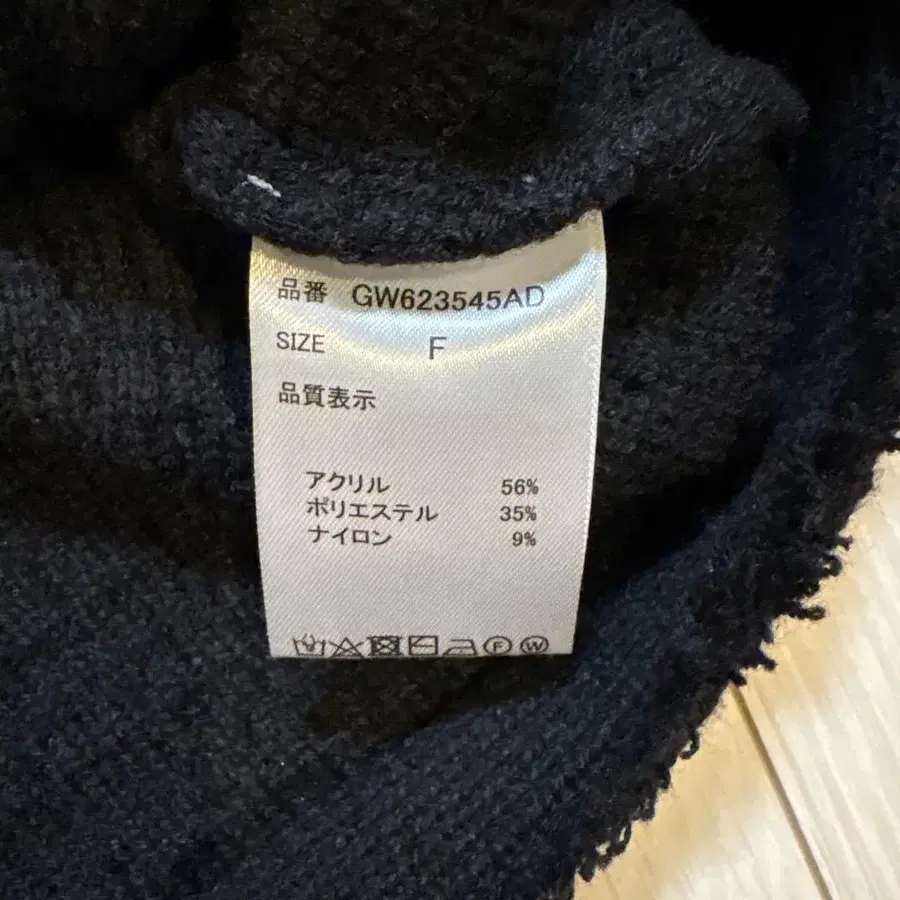 品番 GW623545AD
SIZE F
品質表示
アクリル 56%
ポリエステル 35%
ナイロン 9%
F W